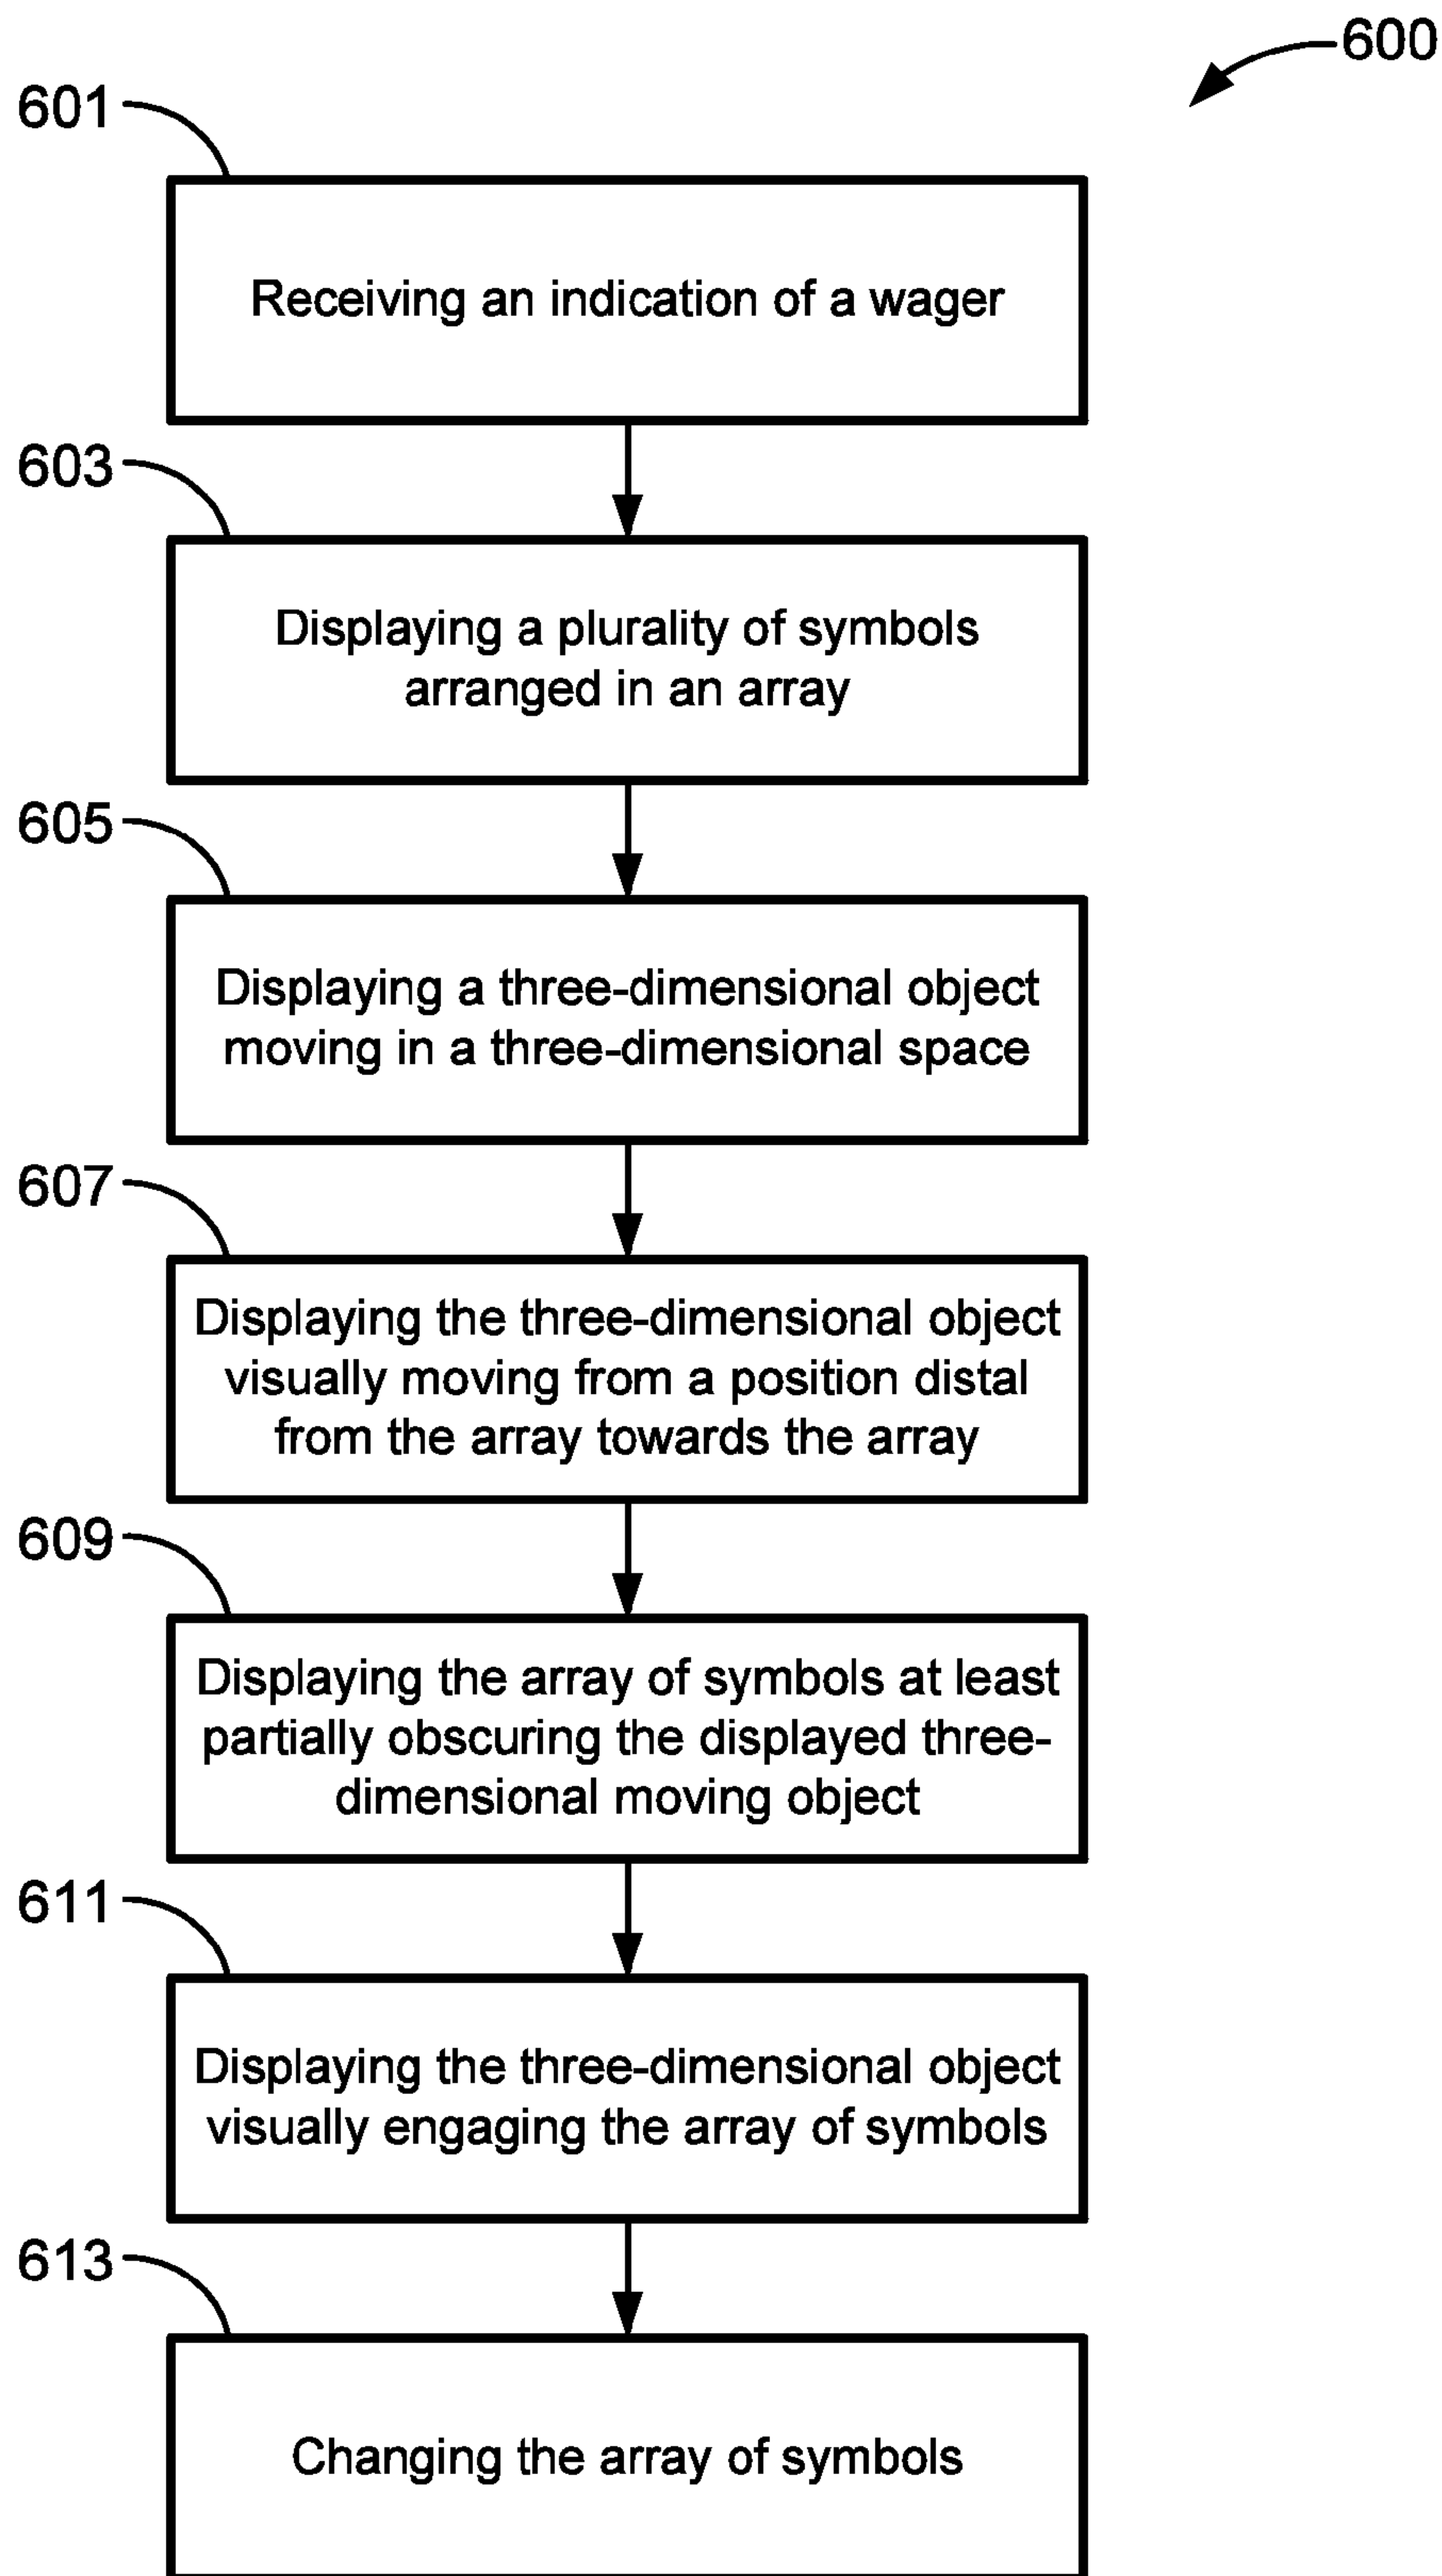 600
601
Receiving an indication of a wager
603
Displaying a plurality of symbols
arranged in an array
605
Displaying a three-dimensional object
moving in a three-dimensional space
607
Displaying the three-dimensional object
visually moving from a position distal
from the array towards the array
609
Displaying the array of symbols at least
partially obscuring the displayed three-
dimensional moving object
611
Displaying the three-dimensional object
visually engaging the array of symbols
613
Changing the array of symbols